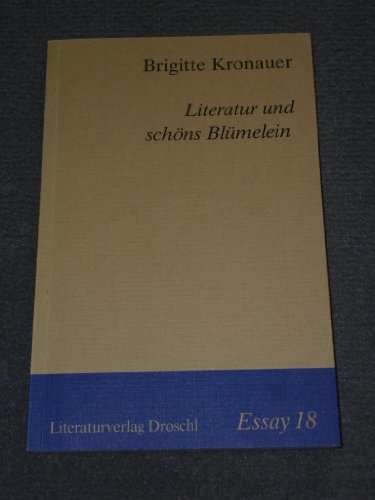 Brigitte Kronauer
Literatur und
schöns Blümelein
Literaturverlag Droschl Essay 18